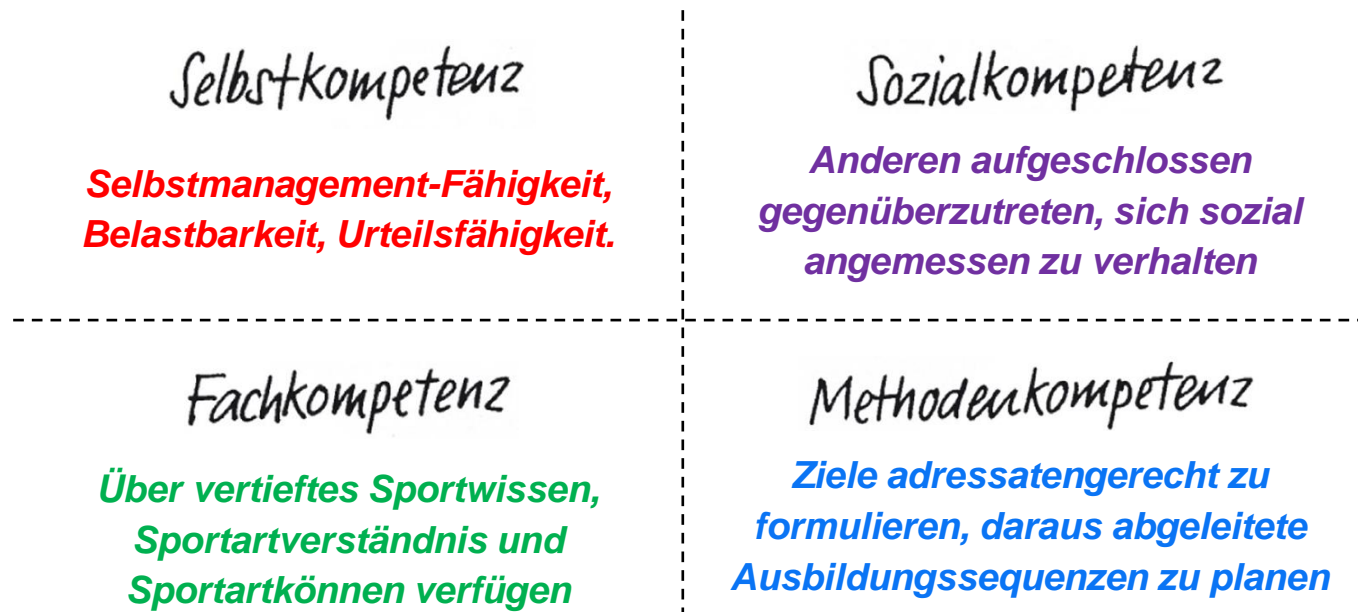 Selbstkompetenz
Selbstmanagement-Fähigkeit,
Belastbarkeit, Urteilsfähigkeit.
Sozialkompetenz
Anderen aufgeschlossen
gegenüberzutreten, sich sozial
angemessen zu verhalten
Fachkompetenz
Über vertieftes Sportwissen,
Sportartverständnis und
Sportartkönnen verfügen
Methodenkompetenz
Ziele adressatengerecht zu
formulieren, daraus abgeleitete
Ausbildungssequenzen zu planen